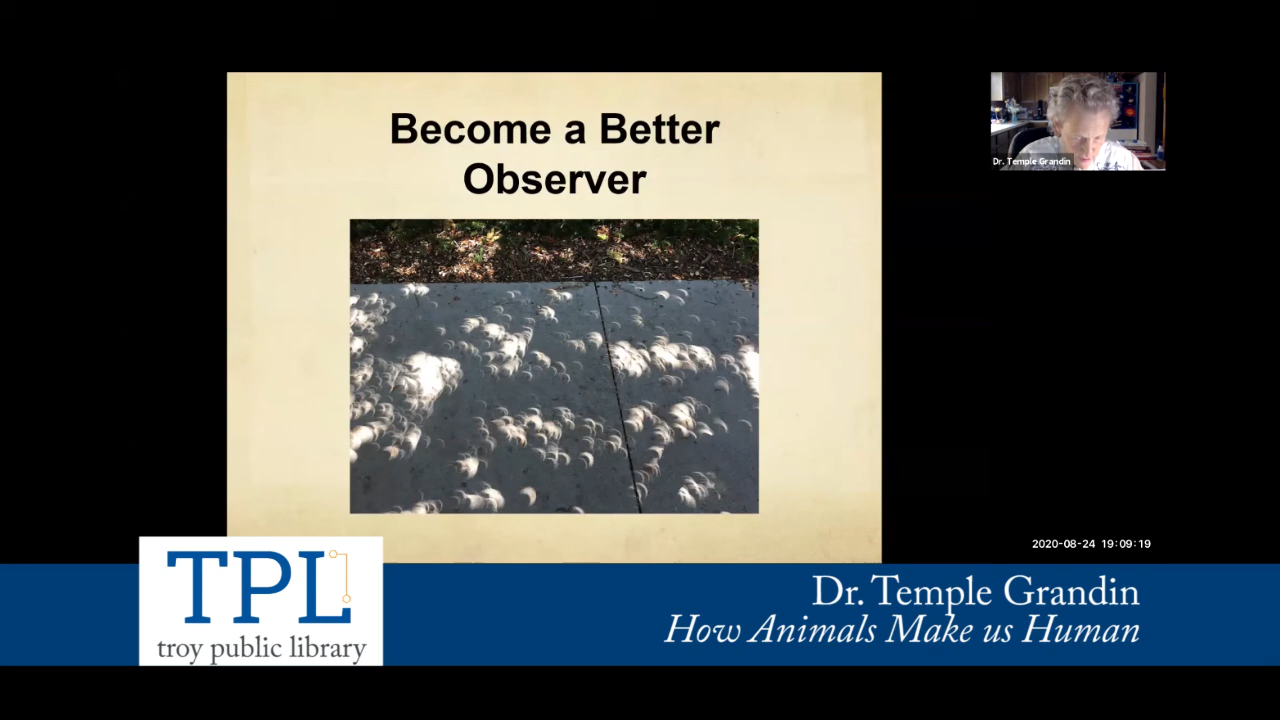 Become a Better
Observer
Dr. Temple Grandin
2020-08-24 19:09:19
TPL
troy public library
Dr. Temple Grandin
How Animals Make us Human